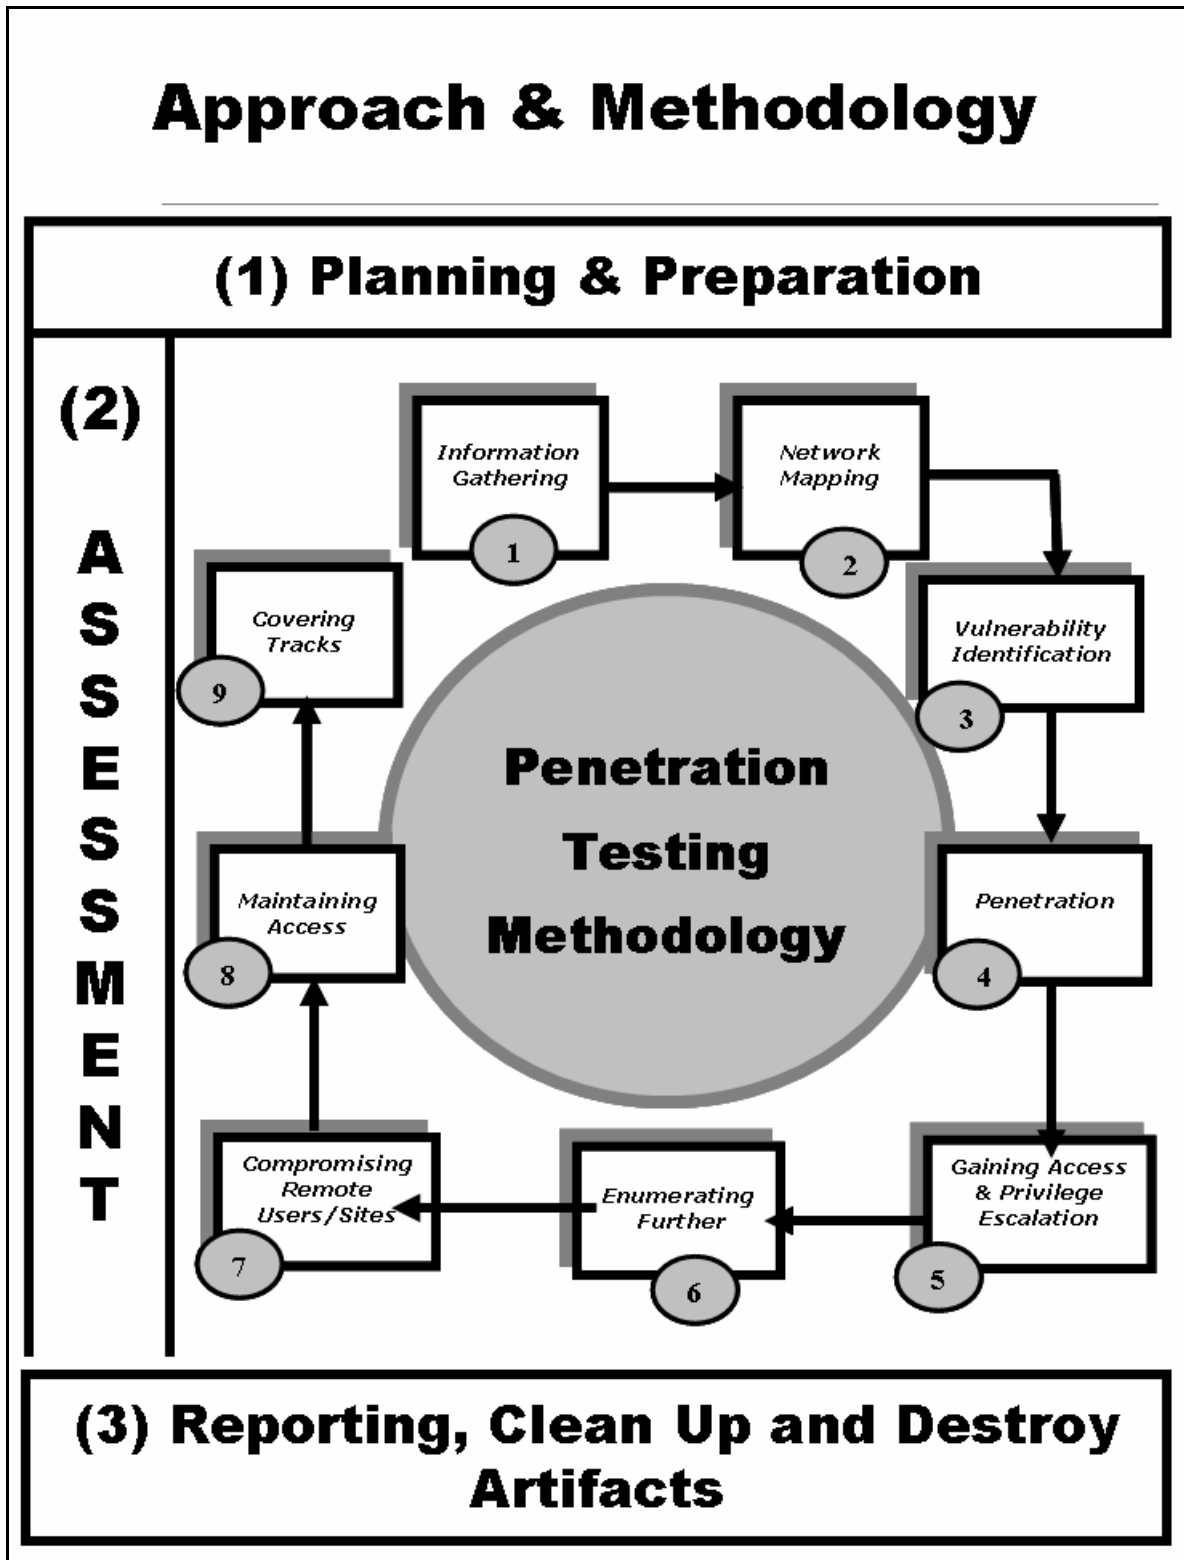 Approach & Methodology
(1) Planning & Preparation
(2)
A
S
S
E
S
S
M
E
N
T
Information
Gathering
1
Network
Mapping
2
Vulnerability
Identification
3
Penetration
4
Gaining Access
& Privilege
Escalation
5
Enumerating
Further
6
Compromising
Remote
Users/Sites
7
Maintaining
Access
8
Covering
Tracks
9
Penetration
Testing
Methodology
(3) Reporting, Clean Up and Destroy
Artifacts